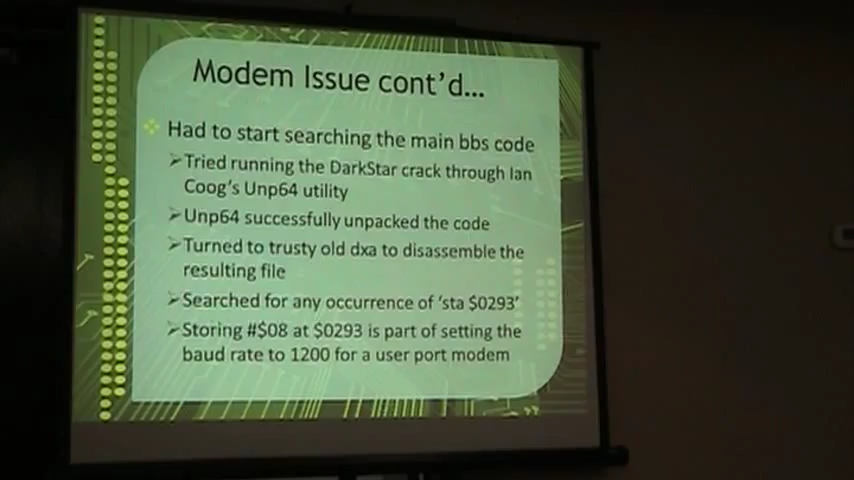 Modem Issue cont'd…
Had to start searching the main bbs code
Tried running the DarkStar crack through Ian
Coog's Unp64 utility
Unp64 successfully unpacked the code
Turned to trusty old dxa to disassemble the
resulting file
Searched for any occurrence of 'sta $0293'
Storing #$08 at $0293 is part of setting the
baud rate to 1200 for a user port modem